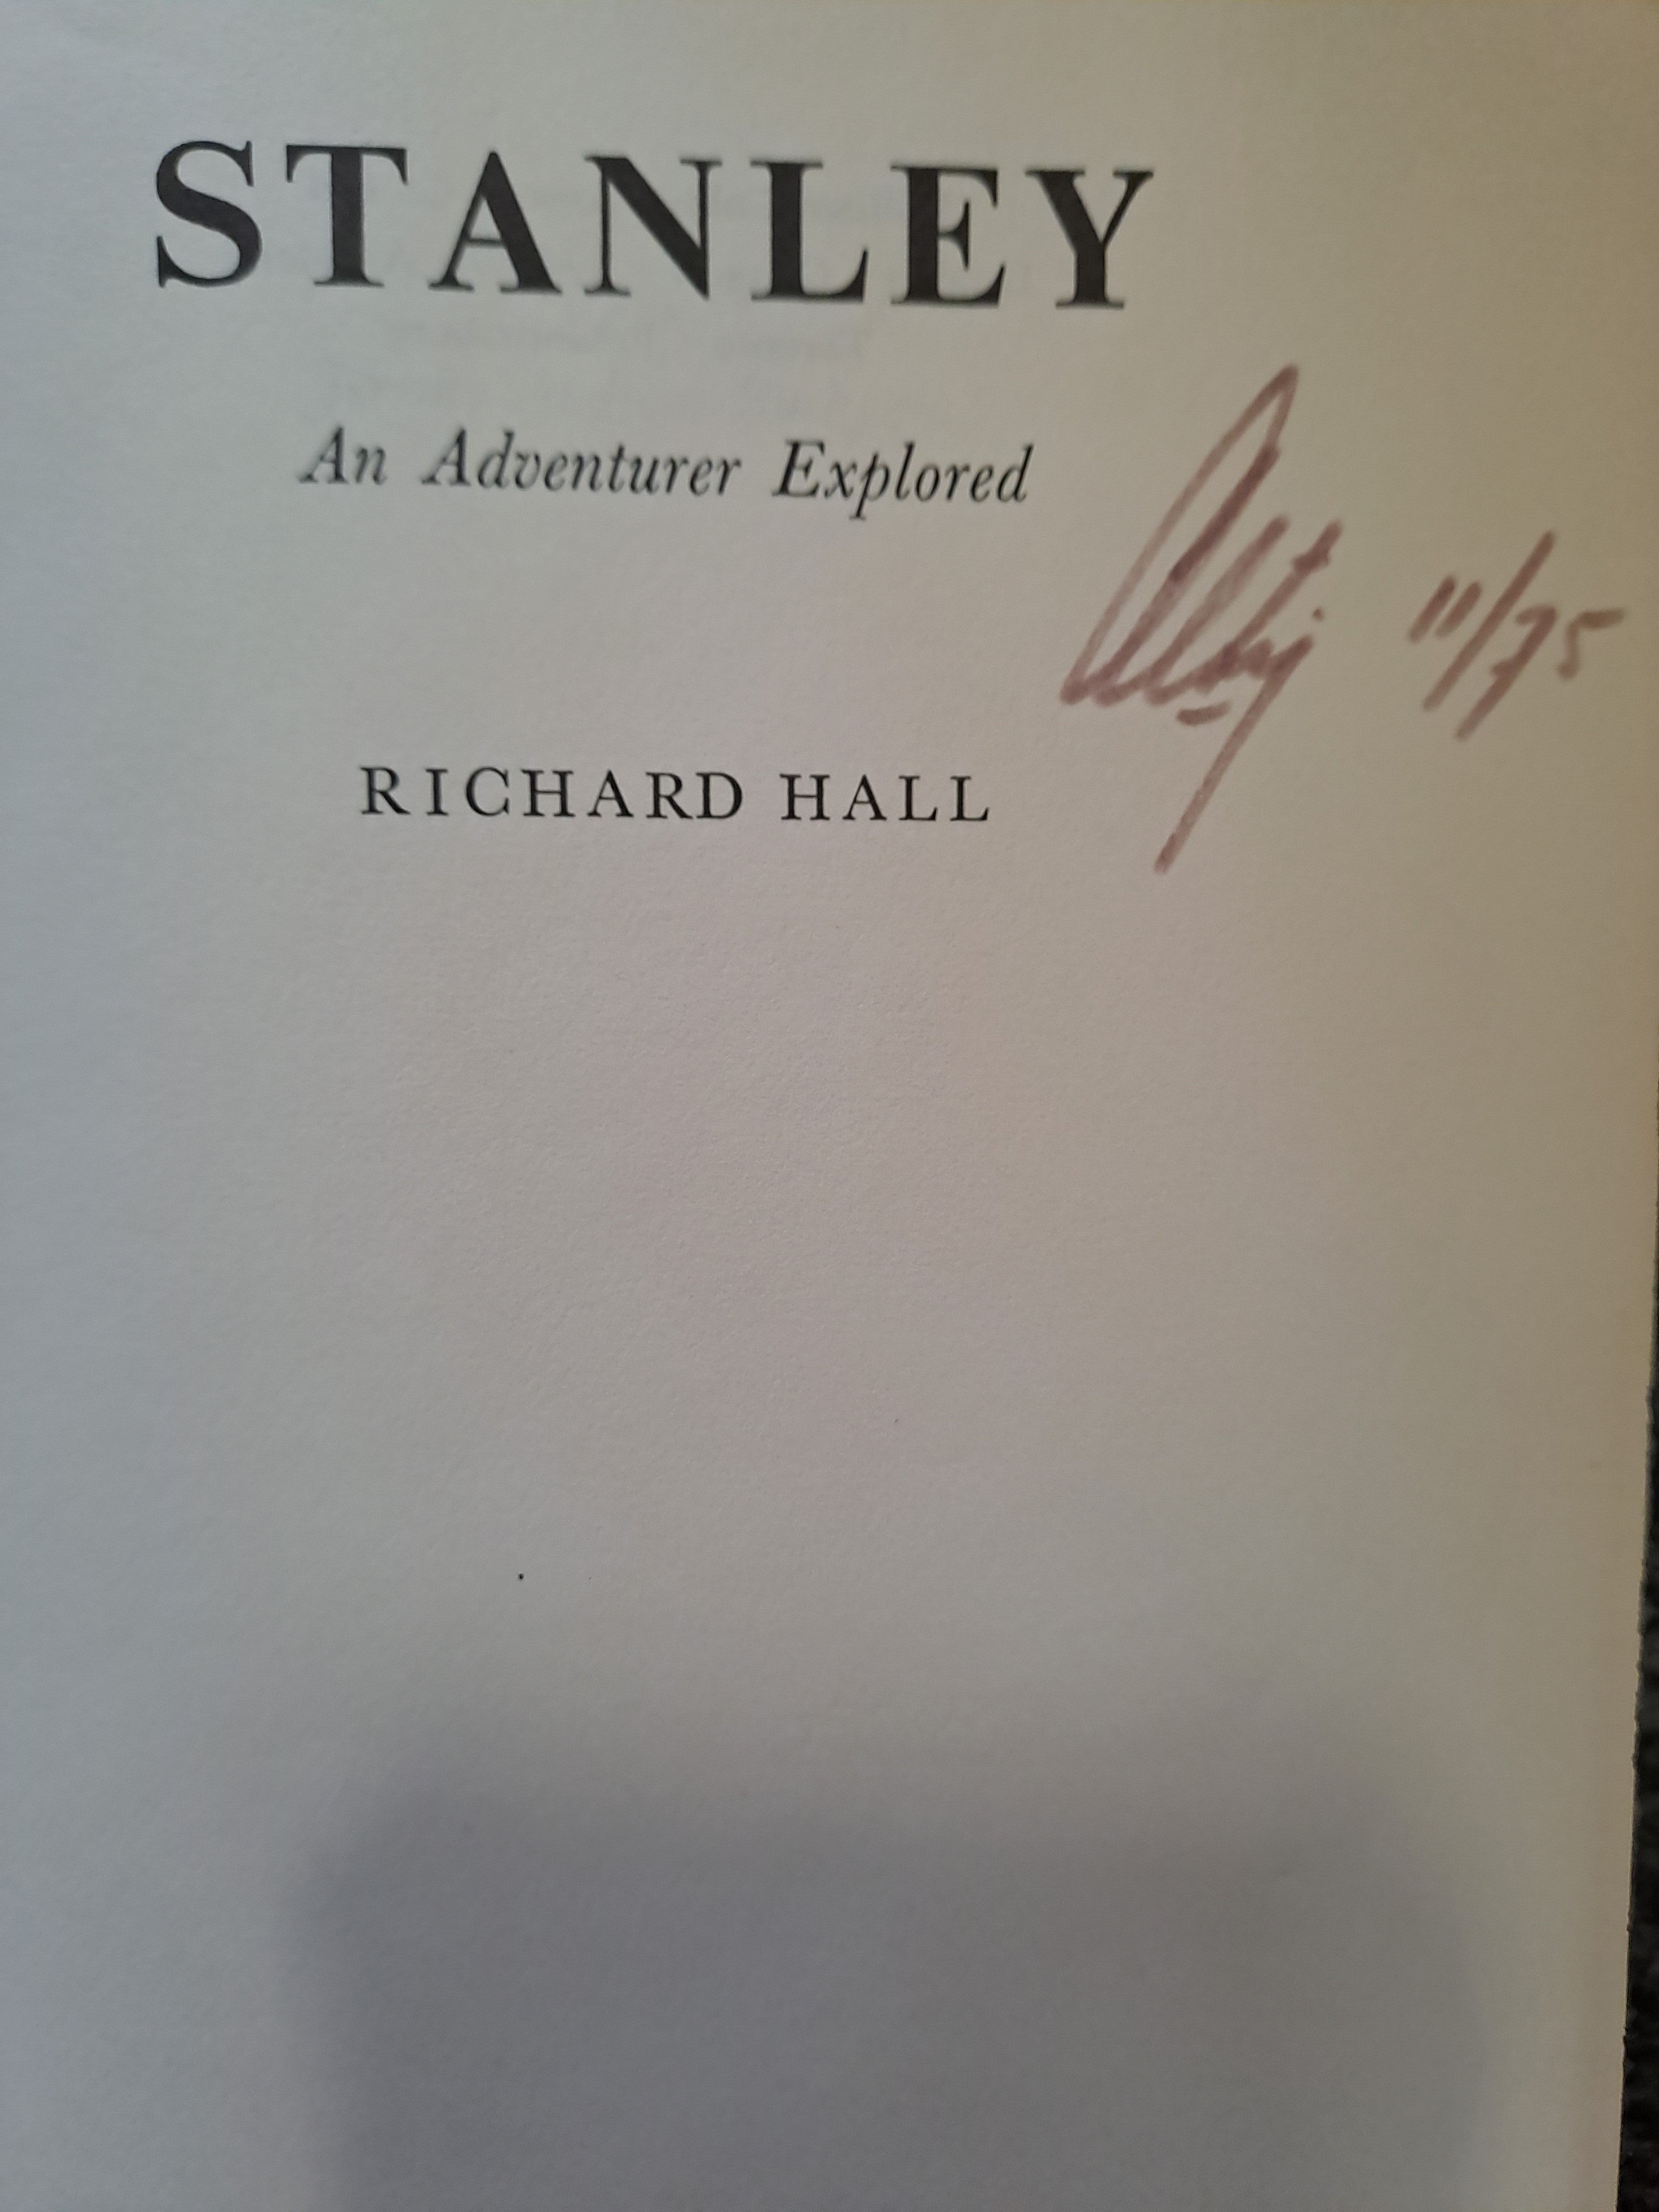 STANLEY
An Adventurer Explored
11/75
RICHARD HALL